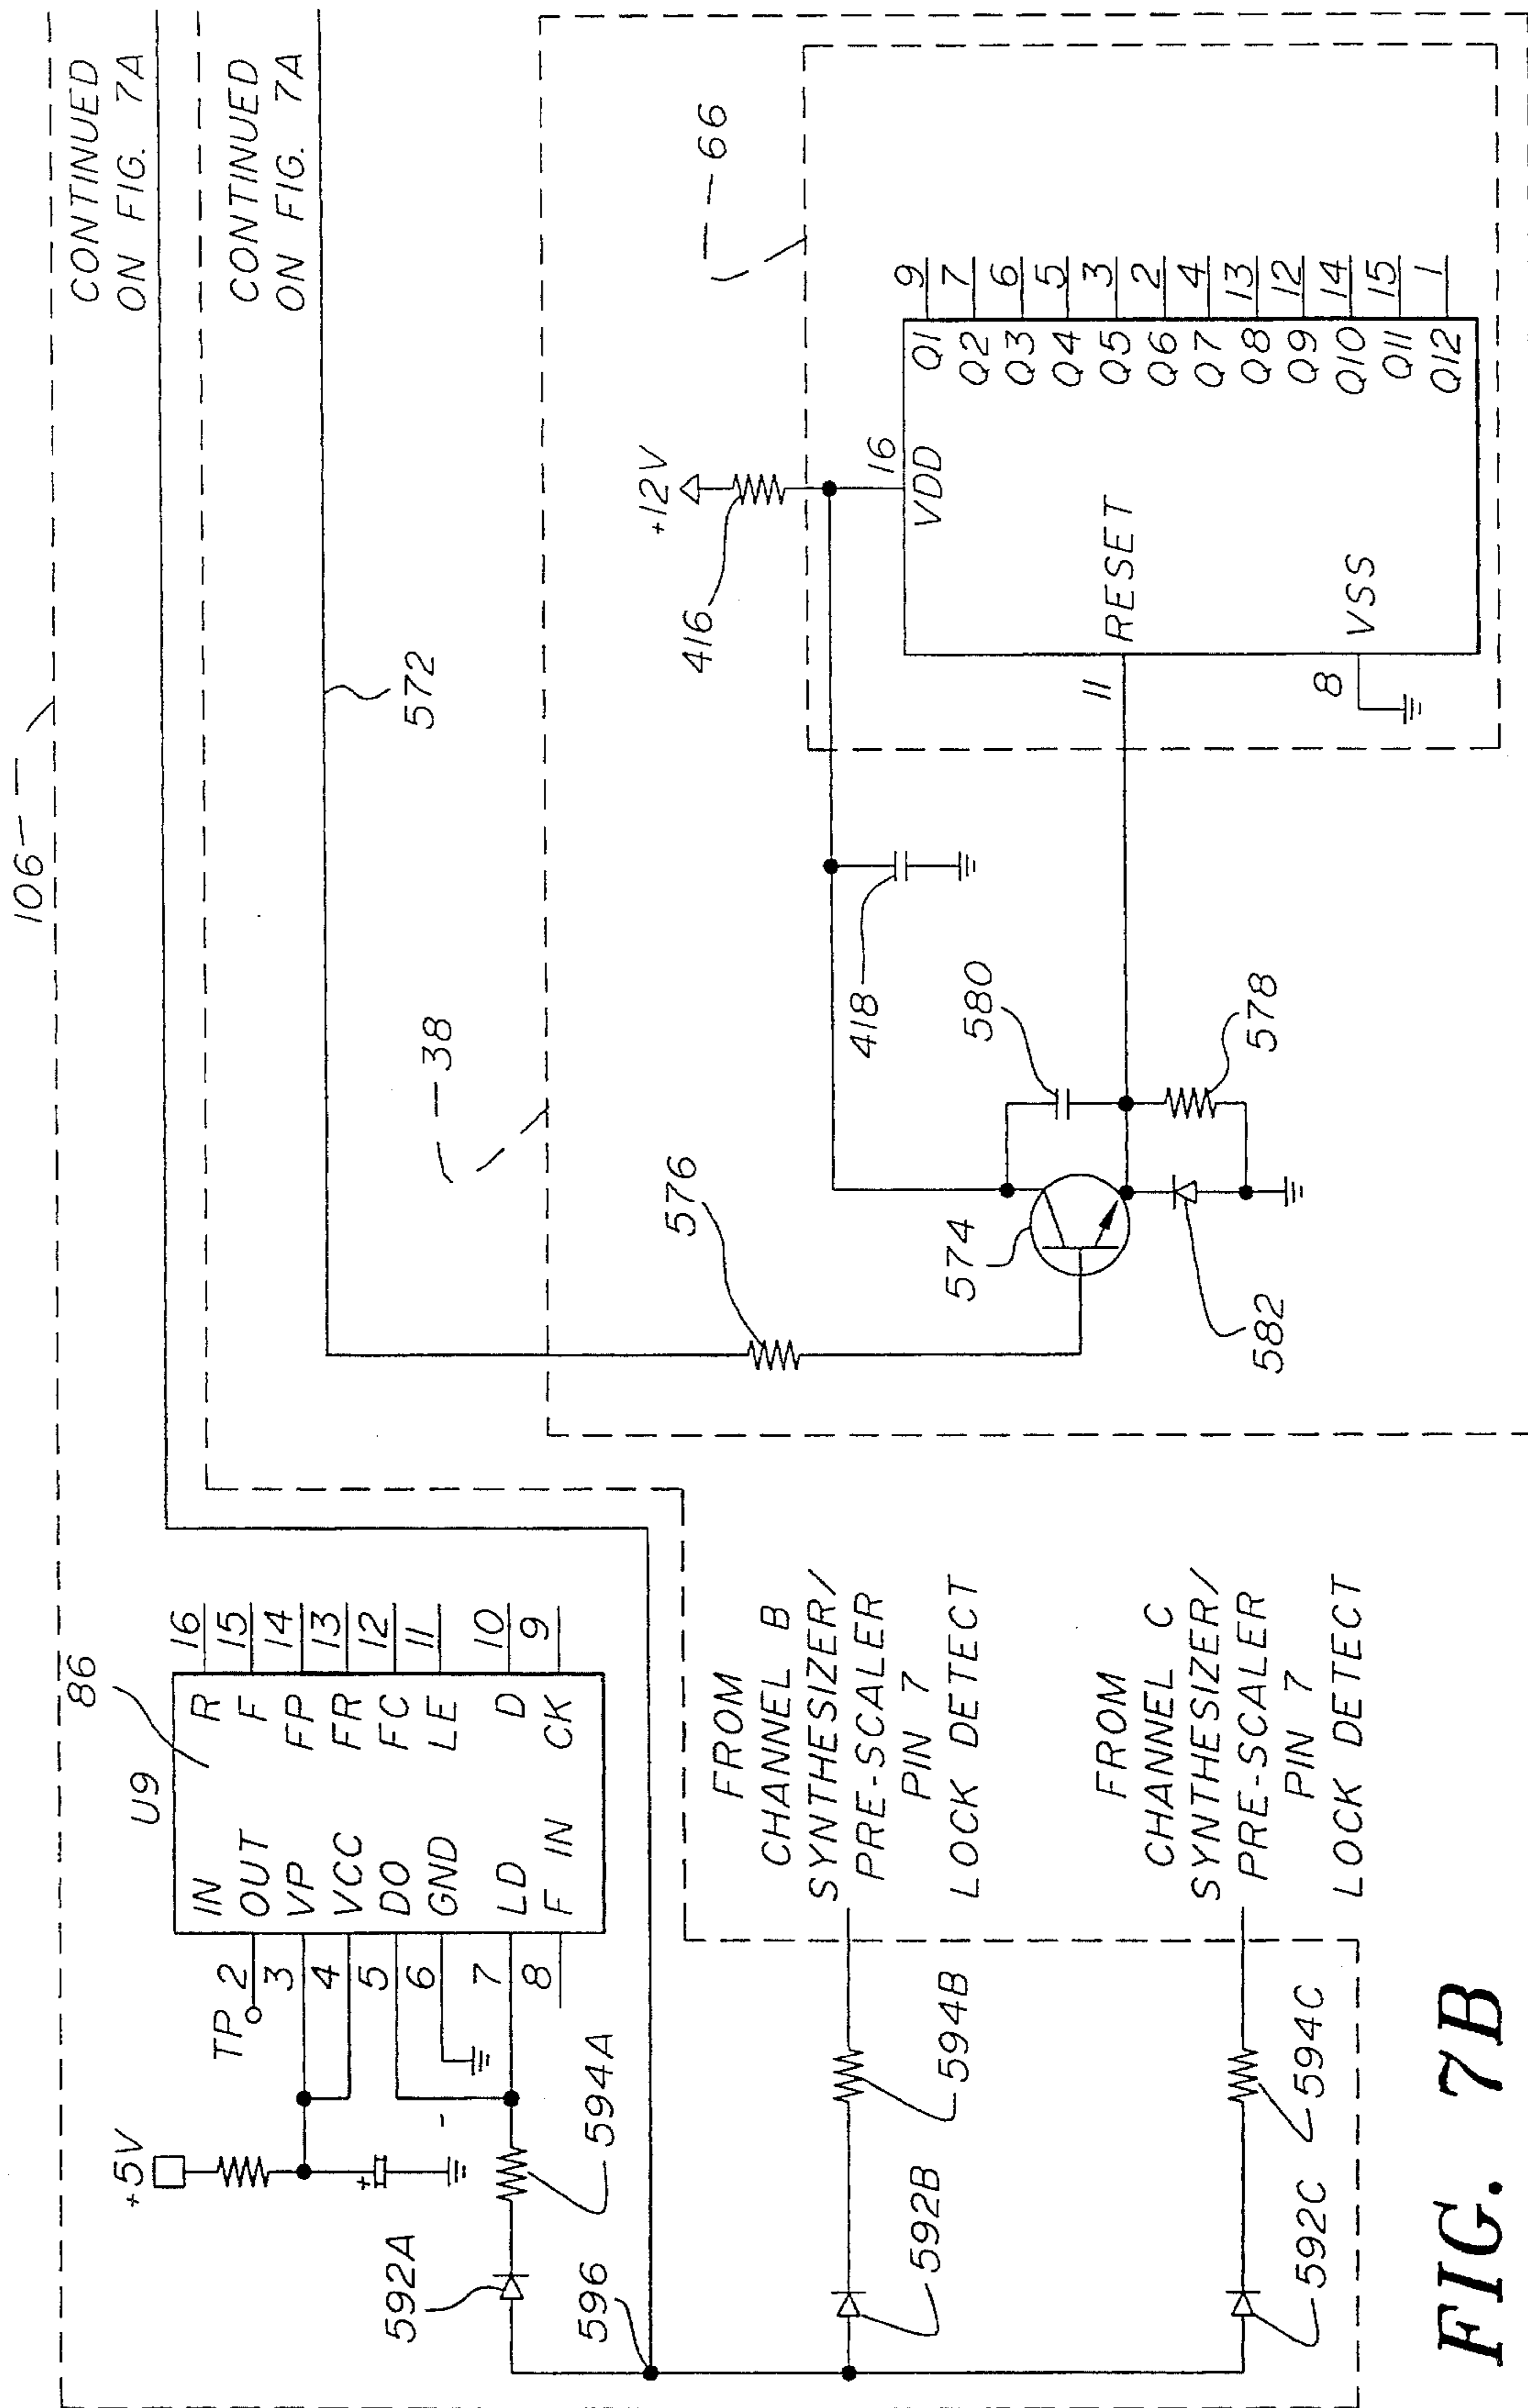 106
CONTINUED
ON FIG. 7A
CONTINUED
ON FIG. 7A
572
U9
86
IN
OUT
VP
VCC
DO
GND
LD
F IN
R
F
FP
FR
FC
LE
D
CK
16
15
14
13
12
11
10
9
TP
2
3
4
5
6
7
8
+5V
+
-
592A
594A
596
FROM
CHANNEL B
SYNTHESIZER/
PRE-SCALER
PIN 7
LOCK DETECT
592B
594B
FROM
CHANNEL C
SYNTHESIZER/
PRE-SCALER
PIN 7
LOCK DETECT
592C
594C
38
576
574
580
578
582
418
416
+12V
66
16
VDD
11
RESET
8
VSS
Q1
Q2
Q3
Q4
Q5
Q6
Q7
Q8
Q9
Q10
Q11
Q12
9
7
6
5
3
2
4
13
12
14
15
1
FIG. 7B